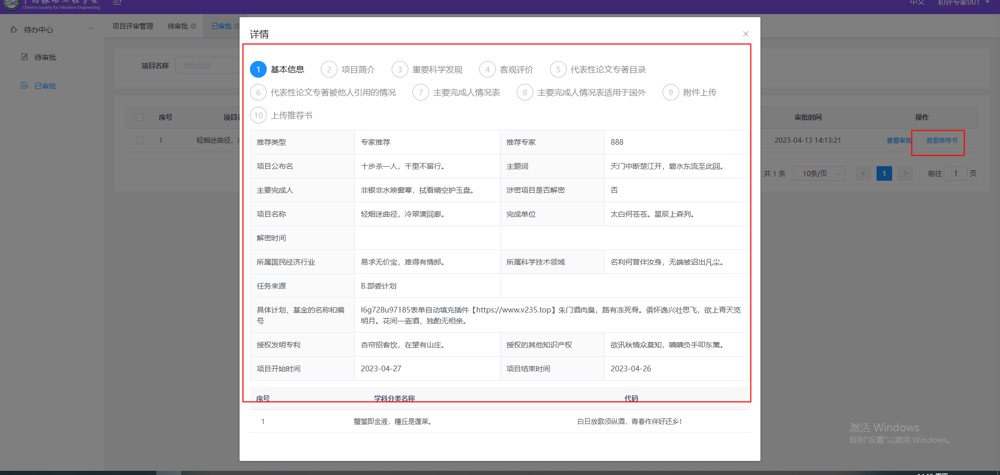 Chinese Society for Vibration Engineering
中文
初评专家001
待办中心
待审批
已审批
项目评审管理
待审批
已审批
项目名称
项目名称
序号
项目名
审批时间
操作
1
轻烟迷曲径，冷
2023-04-13 14:13:21
查看审批
查看推荐书
共 1 条
10条/页
1
前往
1
页
详情
1 基本信息
2 项目简介
3 重要科学发现
4 客观评价
5 代表性论文专著目录
6 代表性论文专著被他人引用的情况
7 主要完成人情况表
8 主要完成人情况表适用于国外
9 附件上传
10 上传推荐书
推荐类型 专家推荐 推荐专家 888
项目公布名 十步杀一人，千里不留行。 主题词 天门中断楚江开，碧水东流至此回。
主要完成人 非银非水映窗寒，拭看晴空护玉盘。 涉密项目是否解密 否
项目名称 轻烟迷曲径，冷翠滴回廊。 完成单位 太白何苍苍。星辰上森列。
解密时间
所属国民经济行业 易求无价宝，难得有情郎。 所属科学技术领域 名利何曾伴汝身，无端被诏出凡尘。
任务来源 B.部委计划
具体计划、基金的名称和编
号
l6g728u97185表单自动填充插件【https://www.v235.top】朱门酒肉臭，路有冻死骨。俱怀逸兴壮思飞，欲上青天览
明月。花间一壶酒，独酌无相亲。
授权发明专利 杏帘招客饮，在望有山庄。 授权的其他知识产权 欲讯秋情众莫知，喃喃负手叩东篱。
项目开始时间 2023-04-27 项目结束时间 2023-04-26
序号 学科分类名称 代码
1 蟹螯即金液，糟丘是蓬莱。 白日放歌须纵酒，青春作伴好还乡！
激活 Windows
转到“设置”以激活 Windows。